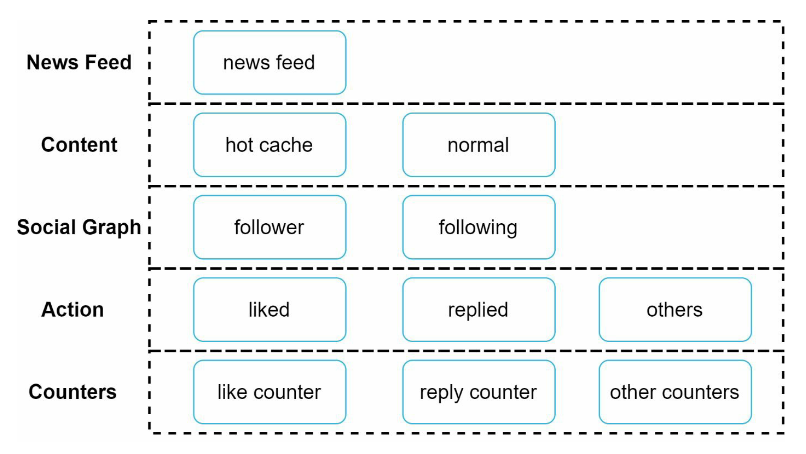 News Feed
news feed
Content
hot cache
normal
Social Graph
follower
following
Action
liked
replied
others
Counters
like counter
reply counter
other counters